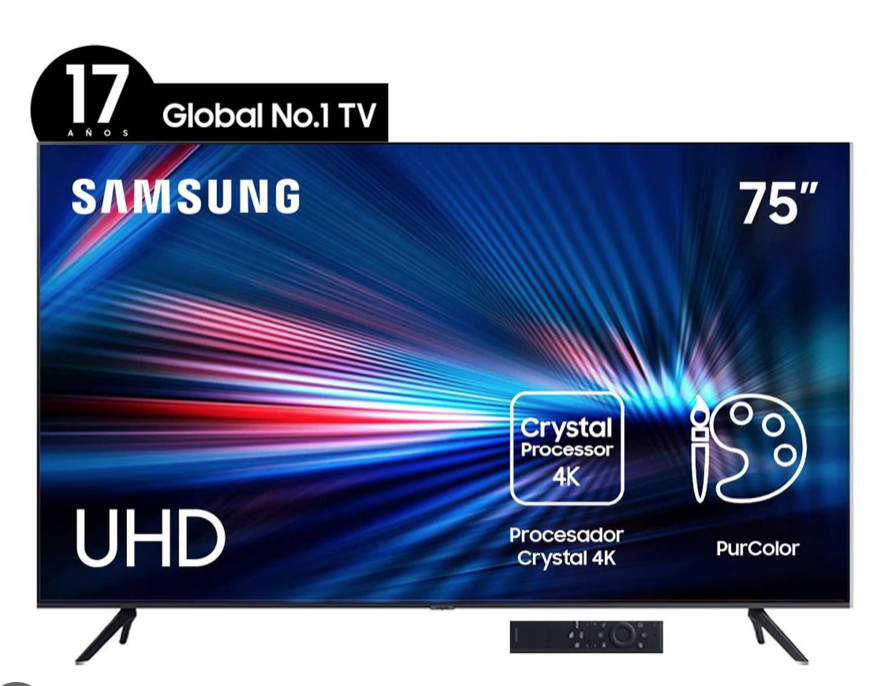 17
AÑOS
Global No.1 TV
SAMSUNG
75”
Crystal
Processor
4K
UHD
Procesador
Crystal 4K
PurColor